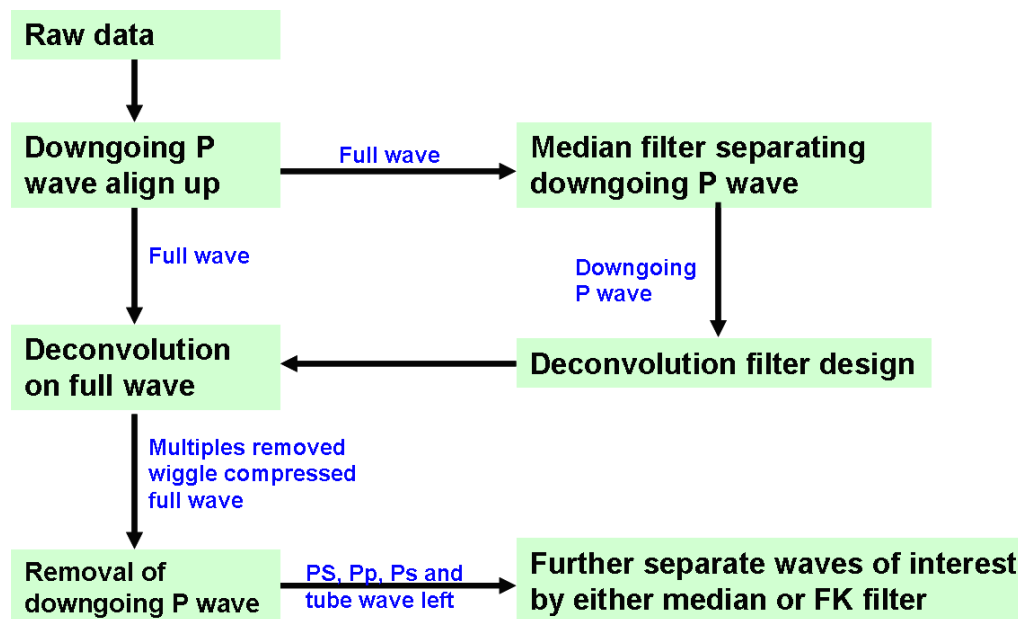 Raw data
Downgoing P
wave align up
Full wave
Median filter separating
downgoing P wave
Full wave
Downgoing
P wave
Deconvolution
on full wave
Deconvolution filter design
Multiples removed
wiggle compressed
full wave
Removal of
downgoing P wave
PS, Pp, Ps and
tube wave left
Further separate waves of interest
by either median or FK filter